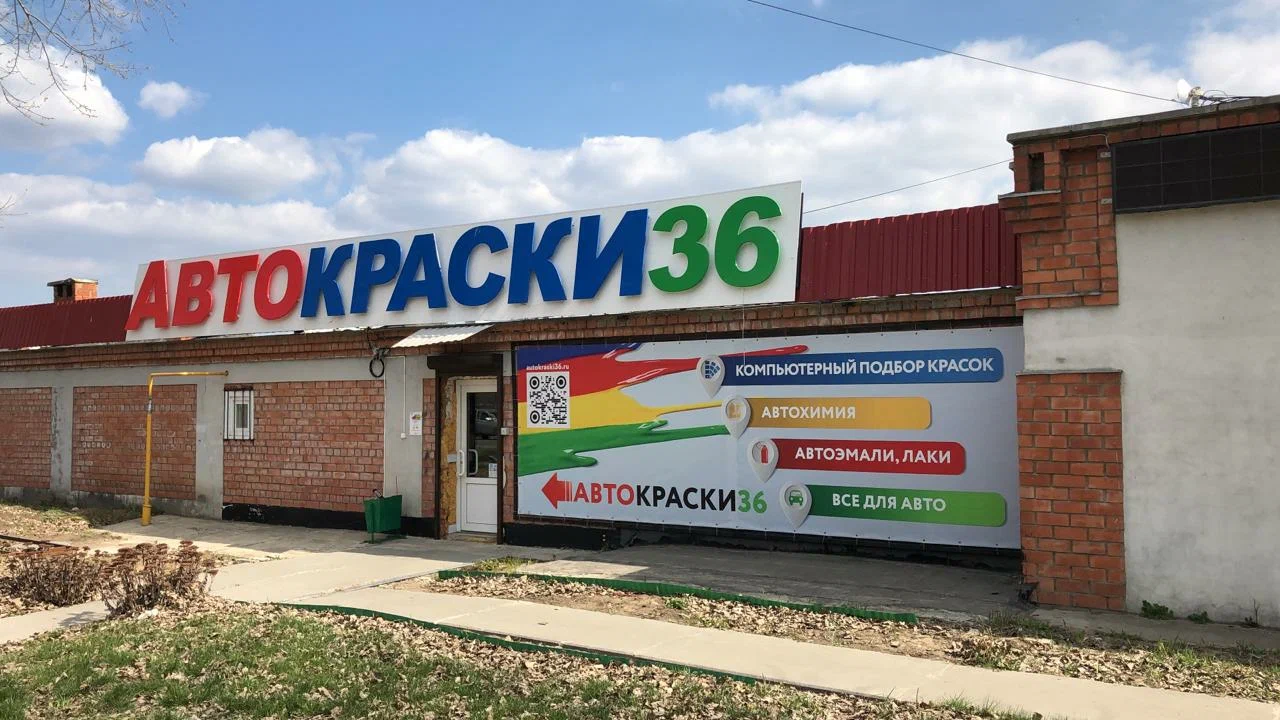 АВТОКРАСКИ36
autokraski36.ru
КОМПЬЮТЕРНЫЙ ПОДБОР КРАСОК
АВТОХИМИЯ
АВТОЭМАЛИ, ЛАКИ
ВСЕ ДЛЯ АВТО
АВТОКРАСКИ36